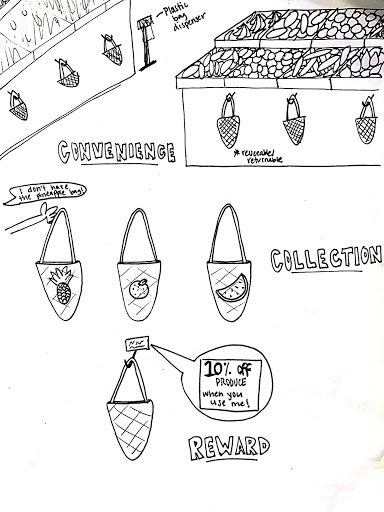 Plastic
bag
dispenser
CONVENIENCE
* reuseable/
returnable
I don't have
the pineapple bag!
COLLECTION
10% off
PRODUCE
when you
use me!
REWARD